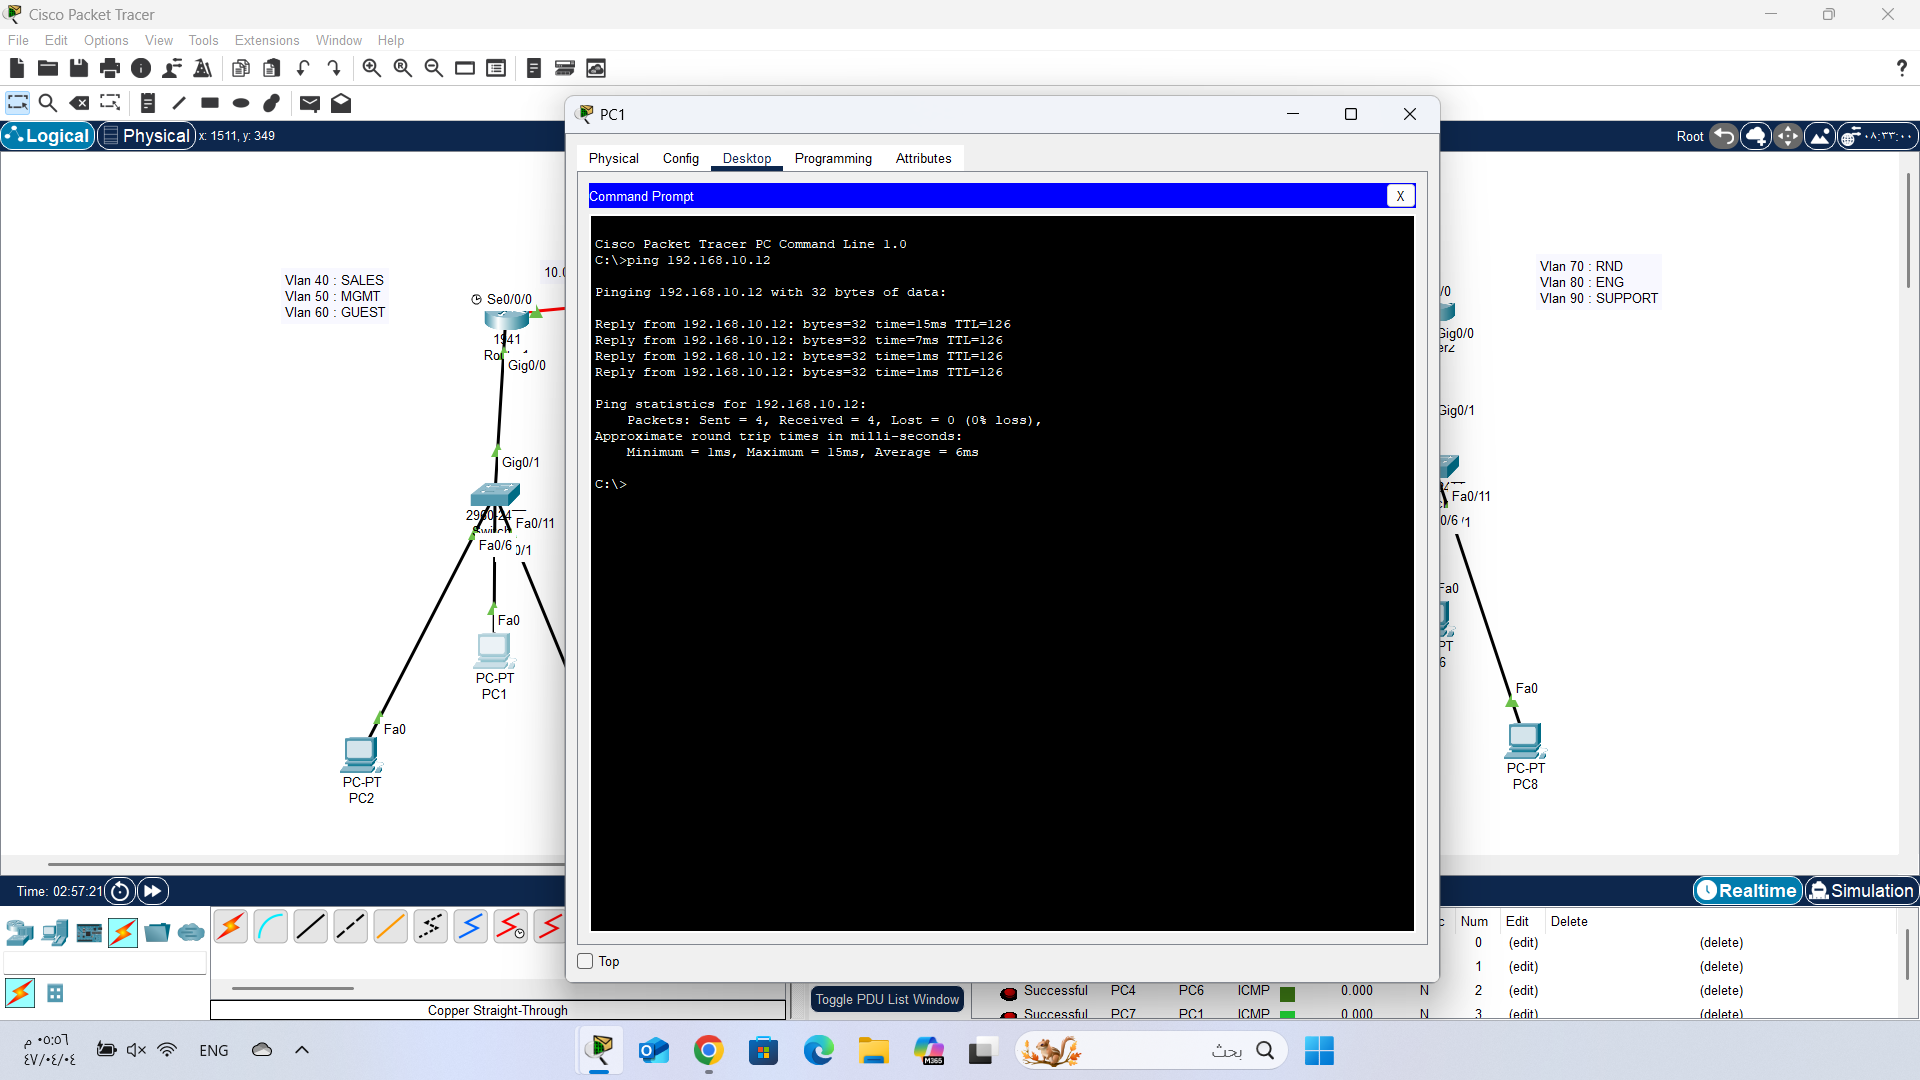 Cisco Packet Tracer
File Edit Options View Tools Extensions Window Help
Logical Physical x: 1511, y: 349
Root ٠٨:٣٣:٠٠
PC1
Physical Config Desktop Programming Attributes
Command Prompt X
Cisco Packet Tracer PC Command Line 1.0
C:\>ping 192.168.10.12
Pinging 192.168.10.12 with 32 bytes of data:
Reply from 192.168.10.12: bytes=32 time=15ms TTL=126
Reply from 192.168.10.12: bytes=32 time=7ms TTL=126
Reply from 192.168.10.12: bytes=32 time=1ms TTL=126
Reply from 192.168.10.12: bytes=32 time=1ms TTL=126
Ping statistics for 192.168.10.12:
Packets: Sent = 4, Received = 4, Lost = 0 (0% loss),
Approximate round trip times in milli-seconds:
Minimum = 1ms, Maximum = 15ms, Average = 6ms
C:\>
Top
Vlan 40 : SALES
Vlan 50 : MGMT
Vlan 60 : GUEST
10.0
Se0/0/0
1941
Gig0/0
Gig0/1
2960-24
Switch
Fa0/11
Fa0/6 0/1
Fa0
PC-PT
PC1
Fa0
PC-PT
PC2
Vlan 70 : RND
Vlan 80 : ENG
Vlan 90 : SUPPORT
/0
Gig0/0
er2
Gig0/1
Fa0/11
0/6 /1
Fa0
PT
6
Fa0
PC-PT
PC8
Time: 02:57:21
Realtime Simulation
Copper Straight-Through
Toggle PDU List Window
c Num Edit Delete
0 (edit) (delete)
1 (edit) (delete)
Successful PC4 PC6 ICMP 0.000 N 2 (edit) (delete)
Successful PC7 PC1 ICMP 0.000 N 3 (edit) (delete)
٠٥:٥٦ م
٤٧/٠٤/٠٤
ENG
M365
بحث